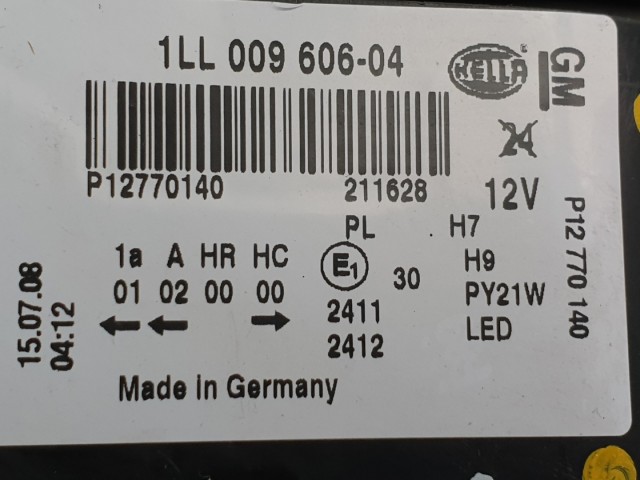 1LL 009 606-04
HELLA
GM
P12770140
211628
24
12V
P12 770 140
PL
H7
1a A HR HC
E1
30
H9
01 02 00 00
PY21W
2411
LED
2412
15.07.08
04:12
Made in Germany